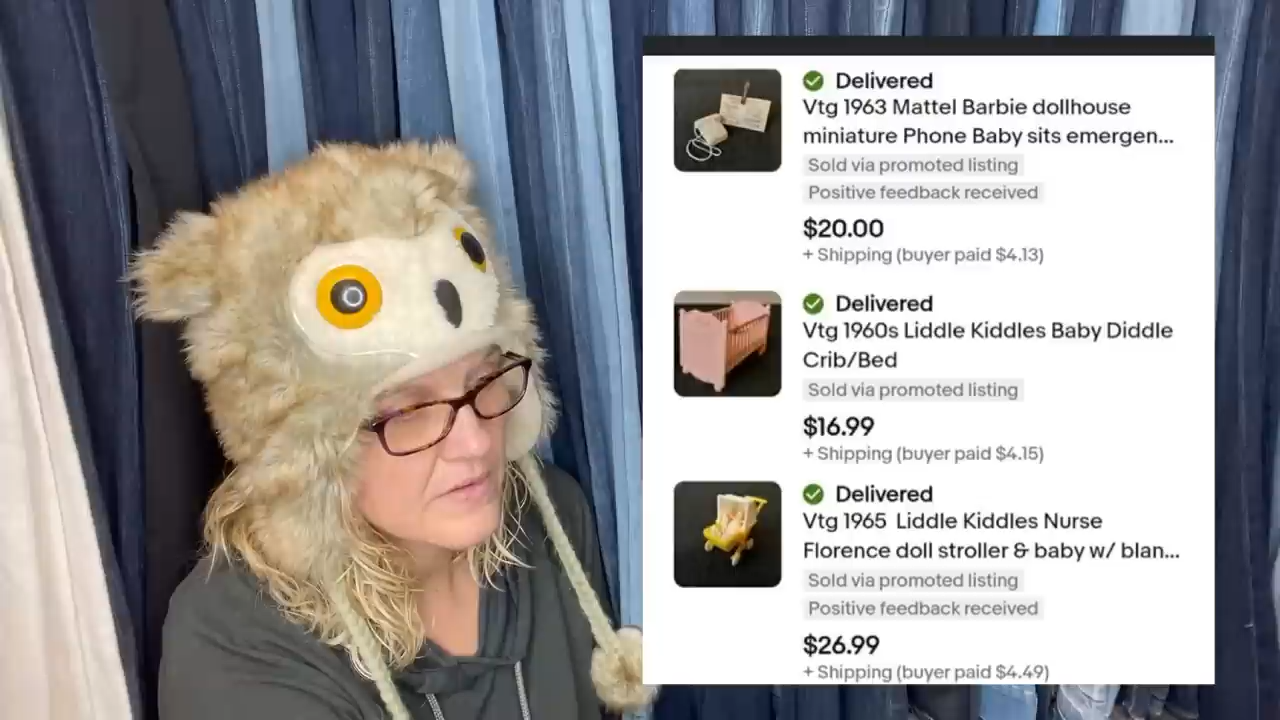 Delivered
Vtg 1963 Mattel Barbie dollhouse
miniature Phone Baby sits emergen...
Sold via promoted listing
Positive feedback received
$20.00
+ Shipping (buyer paid $4.13)
Delivered
Vtg 1960s Liddle Kiddles Baby Diddle
Crib/Bed
Sold via promoted listing
$16.99
+ Shipping (buyer paid $4.15)
Delivered
Vtg 1965 Liddle Kiddles Nurse
Florence doll stroller & baby w/ blan...
Sold via promoted listing
Positive feedback received
$26.99
+ Shipping (buyer paid $4.49)